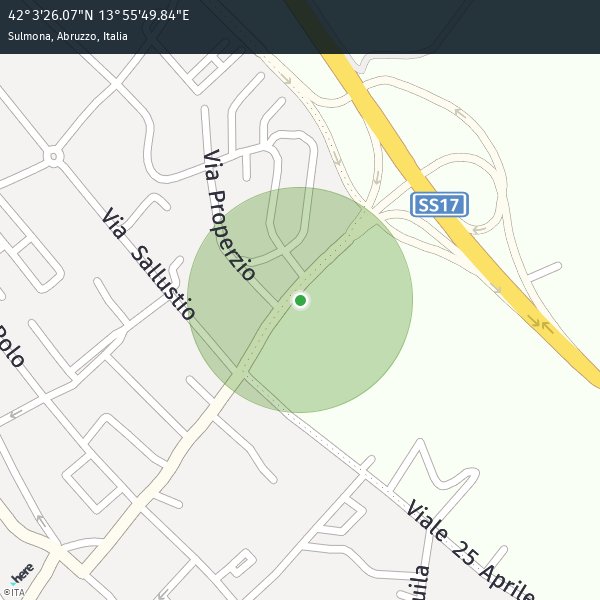 42°3'26.07"N 13°55'49.84"E
Sulmona, Abruzzo, Italia
SS17
Via Properzio
Via Sallustio
Polo
Viale 25 Aprile
uila
here
©ITA